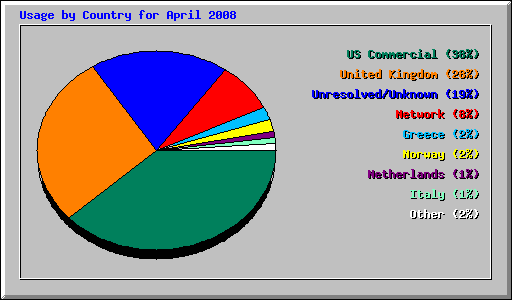 Usage by Country for April 2008
US Commercial (38%)
United Kingdom (28%)
Unresolved/Unknown (19%)
Network (8%)
Greece (2%)
Norway (2%)
Netherlands (1%)
Italy (1%)
Other (2%)